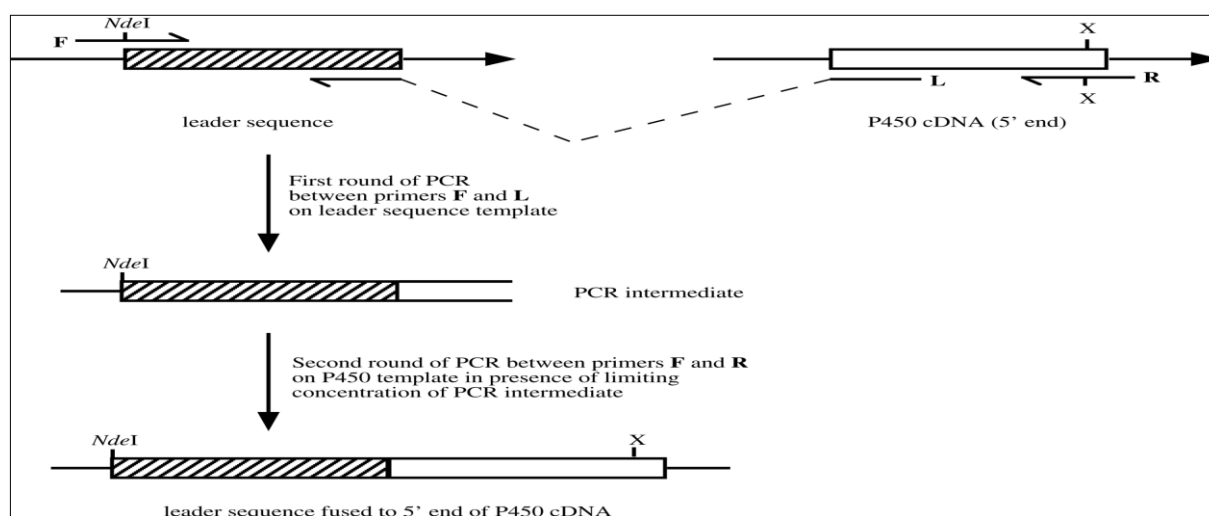 NdeI
F
X
L
R
X
leader sequence
P450 cDNA (5' end)
First round of PCR
between primers F and L
on leader sequence template
NdeI
PCR intermediate
Second round of PCR between primers F and R
on P450 template in presence of limiting
concentration of PCR intermediate
NdeI
X
leader sequence fused to 5' end of P450 cDNA